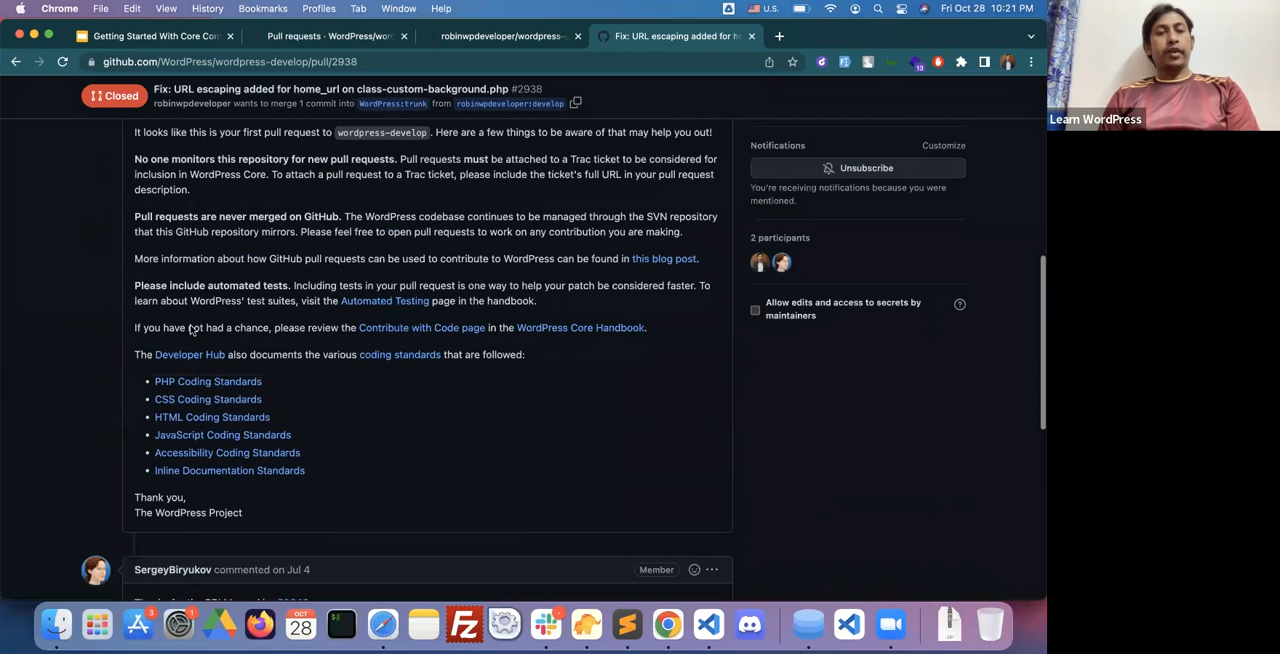 Chrome File Edit View History Bookmarks Profiles Tab Window Help U.S. Fri Oct 28 10:21 PM
Getting Started With Core Con
Pull requests · WordPress/wor
robinwpdeveloper/wordpress-
Fix: URL escaping added for h
github.com/WordPress/wordpress-develop/pull/2938
13
Closed
Fix: URL escaping added for home_url on class-custom-background.php #2938
robinwpdeveloper wants to merge 1 commit into WordPress:trunk from robinwpdeveloper:develop
Learn WordPress
It looks like this is your first pull request to wordpress-develop. Here are a few things to be aware of that may help you out!
No one monitors this repository for new pull requests. Pull requests must be attached to a Trac ticket to be considered for
inclusion in WordPress Core. To attach a pull request to a Trac ticket, please include the ticket's full URL in your pull request
description.
Pull requests are never merged on GitHub. The WordPress codebase continues to be managed through the SVN repository
that this GitHub repository mirrors. Please feel free to open pull requests to work on any contribution you are making.
More information about how GitHub pull requests can be used to contribute to WordPress can be found in this blog post.
Please include automated tests. Including tests in your pull request is one way to help your patch be considered faster. To
learn about WordPress' test suites, visit the Automated Testing page in the handbook.
If you have not had a chance, please review the Contribute with Code page in the WordPress Core Handbook.
The Developer Hub also documents the various coding standards that are followed:
• PHP Coding Standards
• CSS Coding Standards
• HTML Coding Standards
• JavaScript Coding Standards
• Accessibility Coding Standards
• Inline Documentation Standards
Thank you,
The WordPress Project
SergeyBiryukov commented on Jul 4
Member
Notifications
Customize
Unsubscribe
You're receiving notifications because you were
mentioned.
2 participants
Allow edits and access to secrets by
maintainers
3
1
OCT
28
Fz
ZIP